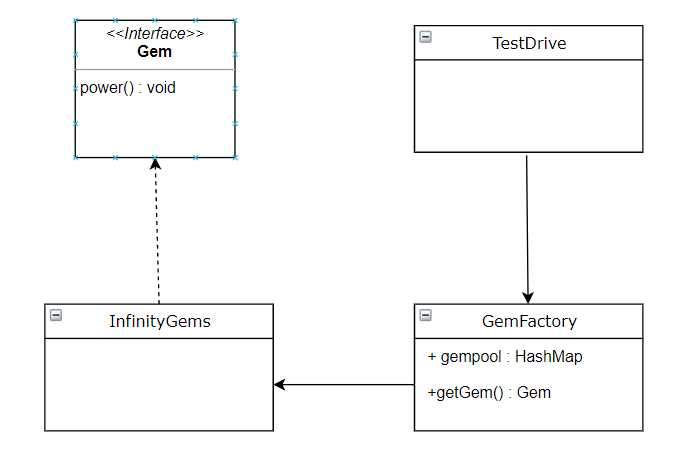 <<Interface>>
Gem
power() : void
TestDrive
InfinityGems
GemFactory
+ gempool : HashMap
+getGem() : Gem